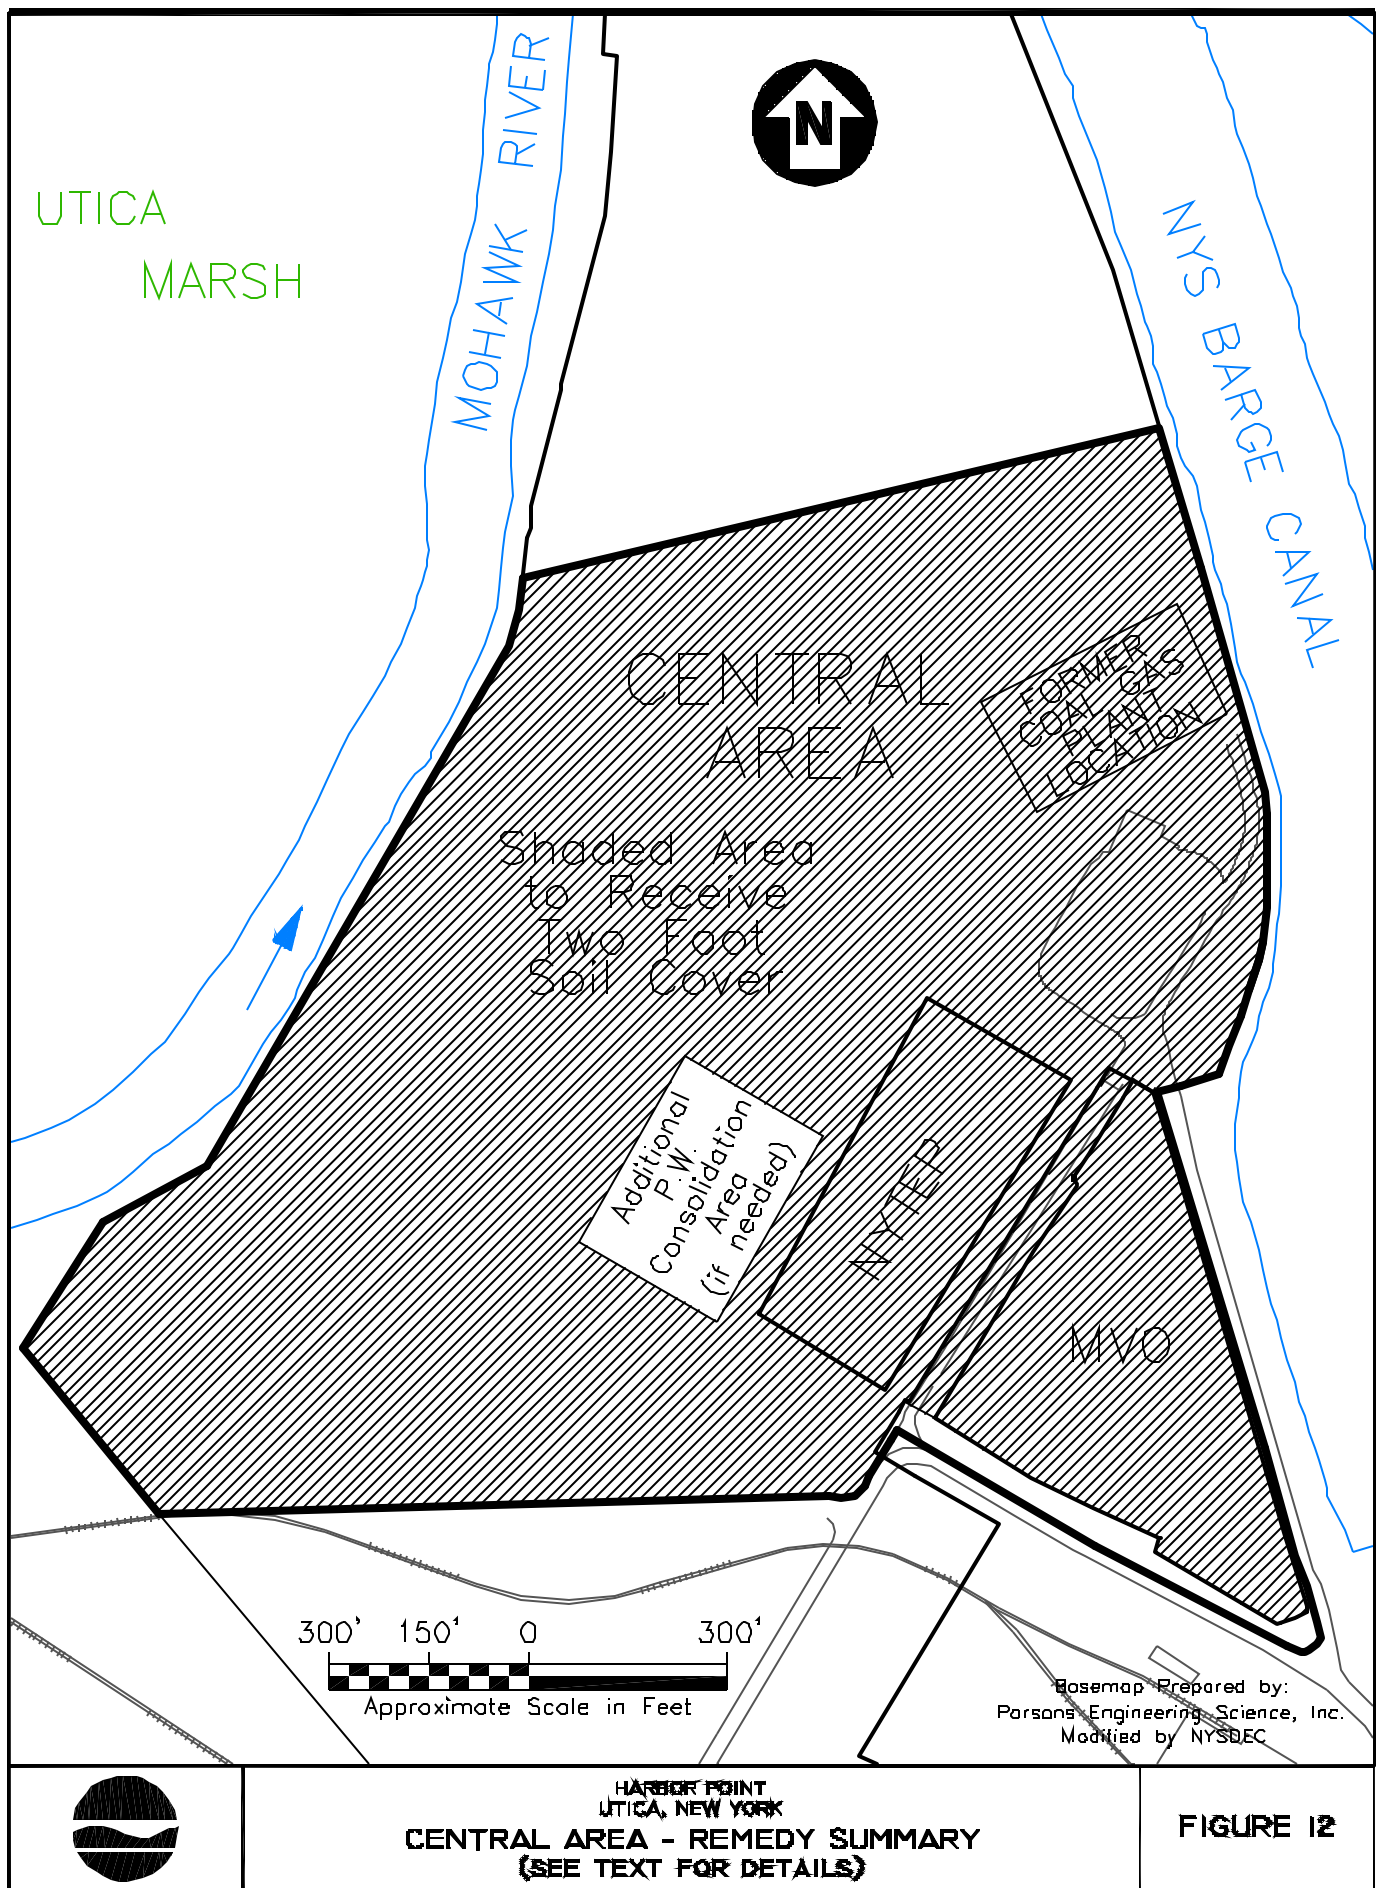 N
UTICA
MARSH
MOHAWK RIVER
NYS BARGE CANAL
CENTRAL
AREA
FORMER
COAL GAS
PLANT
LOCATION
Shaded Area
to Receive
Two Foot
Soil Cover
Additional
P.W.
Consolidation
Area
(if needed)
NYTEP
MVO
300' 150' 0 300'
Approximate Scale in Feet
Basemap Prepared by:
Parsons Engineering Science, Inc.
Modified by NYSDEC
HARBOR POINT
UTICA, NEW YORK
CENTRAL AREA - REMEDY SUMMARY
(SEE TEXT FOR DETAILS)
FIGURE 12